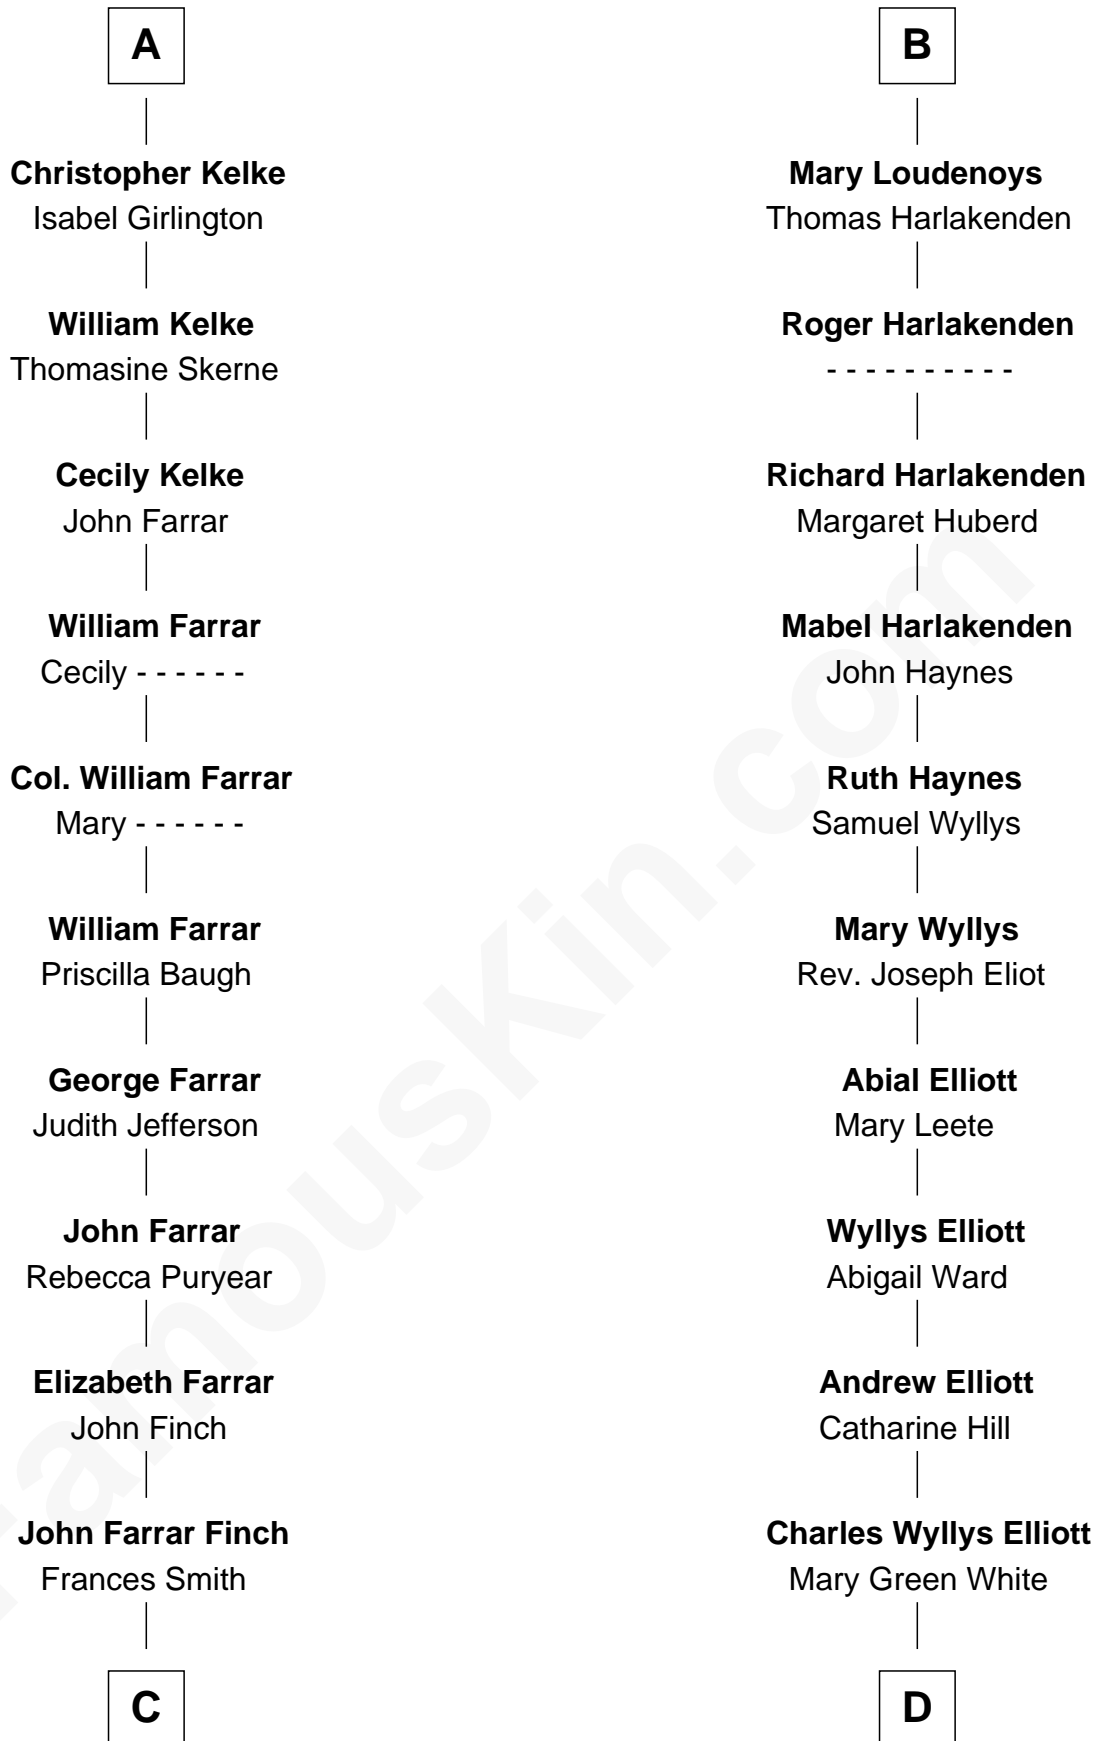 A
Christopher Kelke
Isabel Girlington
William Kelke
Thomasine Skerne
Cecily Kelke
John Farrar
William Farrar
Cecily - - - - - -
Col. William Farrar
Mary - - - - - -
William Farrar
Priscilla Baugh
George Farrar
Judith Jefferson
John Farrar
Rebecca Puryear
Elizabeth Farrar
John Finch
John Farrar Finch
Frances Smith
C
B
Mary Loudenoys
Thomas Harlakenden
Roger Harlakenden
- - - - - - - - - -
Richard Harlakenden
Margaret Huberd
Mabel Harlakenden
John Haynes
Ruth Haynes
Samuel Wyllys
Mary Wyllys
Rev. Joseph Eliot
Abial Elliott
Mary Leete
Wyllys Elliott
Abigail Ward
Andrew Elliott
Catharine Hill
Charles Wyllys Elliott
Mary Green White
D
FamousKin.com